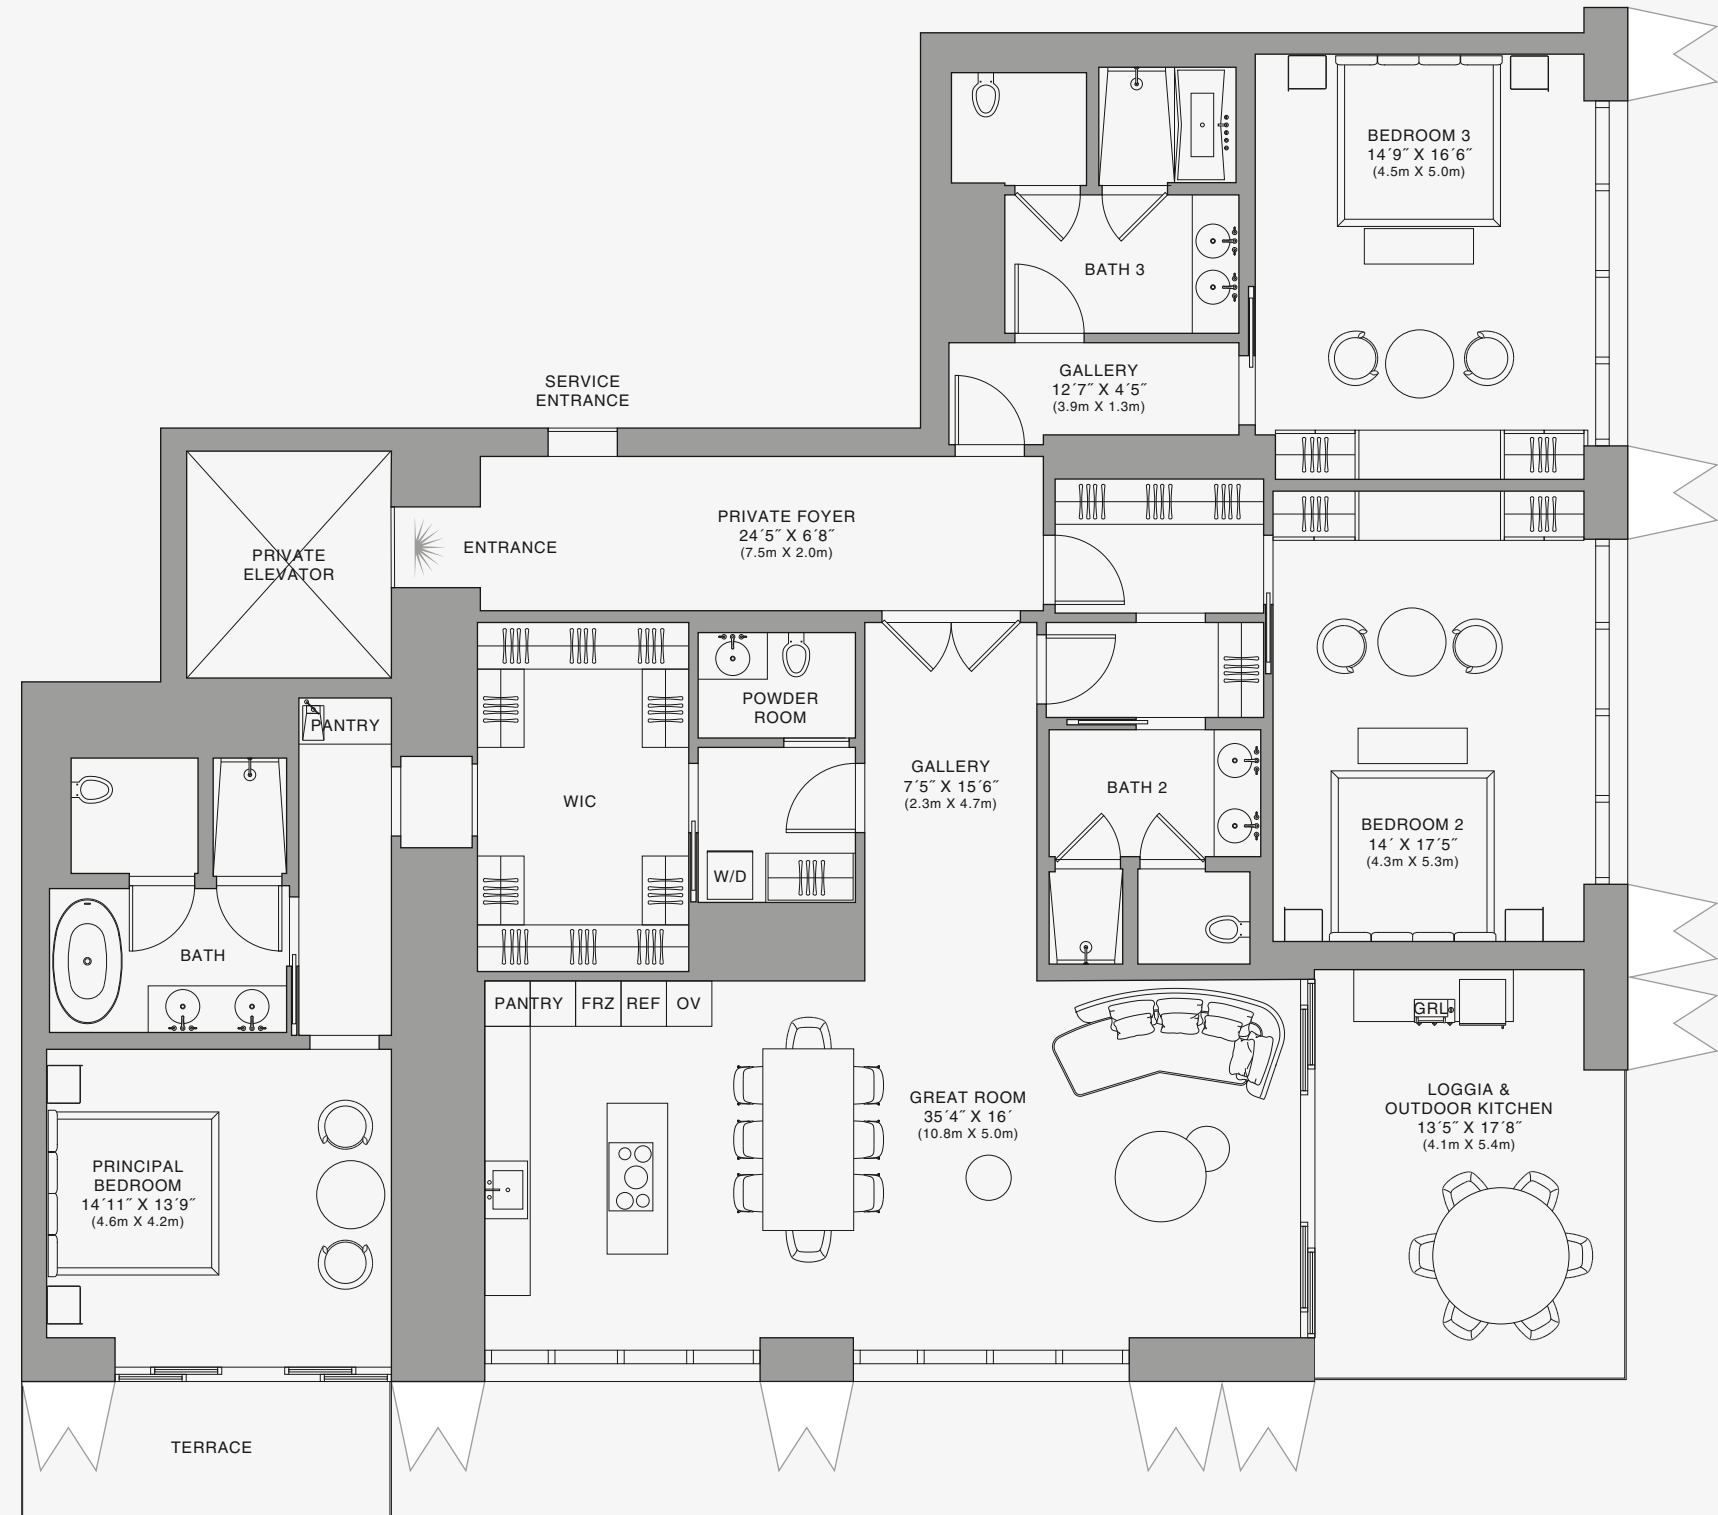 BEDROOM 3
14´9˝ X 16´6˝
(4.5m X 5.0m)
BATH 3
GALLERY
12´7˝ X 4´5˝
(3.9m X 1.3m)
SERVICE
ENTRANCE
PRIVATE FOYER
24´5˝ X 6´8˝
(7.5m X 2.0m)
ENTRANCE
PRIVATE
ELEVATOR
POWDER
ROOM
PANTRY
GALLERY
7´5˝ X 15´6˝
(2.3m X 4.7m)
BATH 2
WIC
BEDROOM 2
14´ X 17´5˝
(4.3m X 5.3m)
W/D
BATH
PANTRY
FRZ
REF
OV
GRL
GREAT ROOM
35´4˝ X 16´
(10.8m X 5.0m)
LOGGIA &
OUTDOOR KITCHEN
13´5˝ X 17´8˝
(4.1m X 5.4m)
PRINCIPAL
BEDROOM
14´11˝ X 13´9˝
(4.6m X 4.2m)
TERRACE